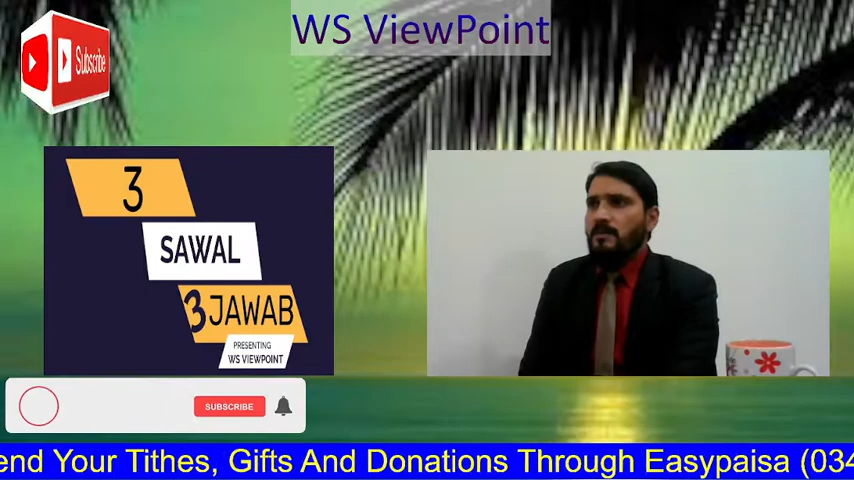 WS ViewPoint
Subscribe
3
SAWAL
3 JAWAB
PRESENTING
WS VIEWPOINT
SUBSCRIBE
end Your Tithes, Gifts And Donations Through Easypaisa (034